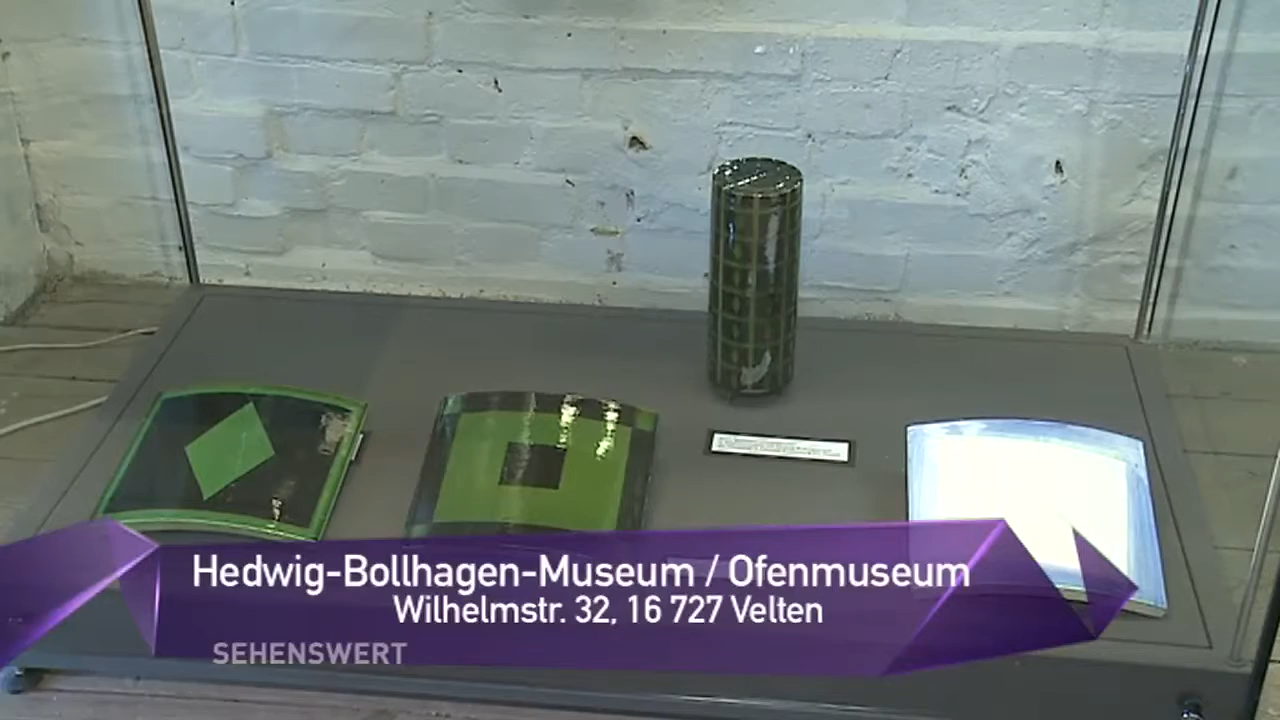 Hedwig-Bollhagen-Museum / Ofenmuseum
Wilhelmstr. 32, 16 727 Velten
SEHENSWERT